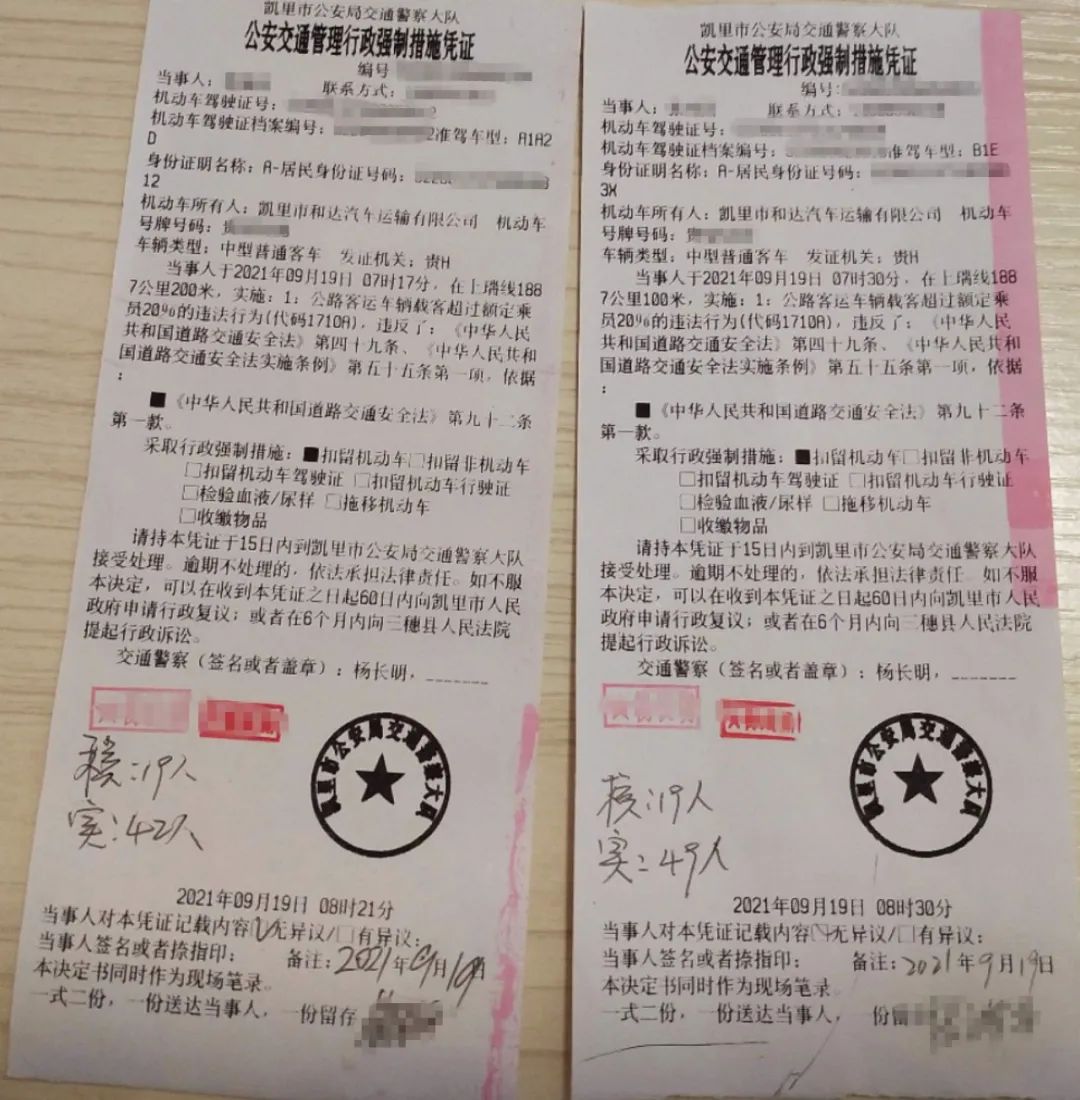 凯里市公安局交通警察大队
公安交通管理行政强制措施凭证
编号
当事人：
联系方式：
机动车驾驶证号：
机动车驾驶证档案编号： 2准驾车型：A1A2
D
身份证明名称：A-居民身份证号码：
12
机动车所有人：凯里市和达汽车运输有限公司 机动车
号牌号码：贵
车辆类型：中型普通客车 发证机关：贵H
当事人于2021年09月19日 07时17分，在上瑞线188
7公里200米，实施：1：公路客运车辆载客超过额定乘
员20%的违法行为(代码1710A)，违反了：《中华人民
共和国道路交通安全法》第四十九条、《中华人民共和
国道路交通安全法实施条例》第五十五条第一项，依据
：
■《中华人民共和国道路交通安全法》第九十二条
第一款。
采取行政强制措施：■扣留机动车□扣留非机动车
□扣留机动车驾驶证 □扣留机动车行驶证
□检验血液/尿样 □拖移机动车
□收缴物品
请持本凭证于15日内到凯里市公安局交通警察大队
接受处理。逾期不处理的，依法承担法律责任。如不服
本决定，可以在收到本凭证之日起60日内向凯里市人民
政府申请行政复议；或者在6个月内向三穗县人民法院
提起行政诉讼。
交通警察（签名或者盖章）：杨长明，
凯里市公安局交通警察大队
核：19人
实：42人
2021年09月19日 08时21分
当事人对本凭证记载内容☑无异议/□有异议：
当事人签名或者捺指印： 备注：2021年9月19日
本决定书同时作为现场笔录。
一式二份，一份送达当事人，一份留存
凯里市公安局交通警察大队
公安交通管理行政强制措施凭证
编号：
当事人： 联系方式：
机动车驾驶证号：
机动车驾驶证档案编号： 准驾车型：B1E
身份证明名称：A-居民身份证号码：
3X
机动车所有人：凯里市和达汽车运输有限公司 机动车
号牌号码：贵
车辆类型：中型普通客车 发证机关：贵H
当事人于2021年09月19日 07时30分，在上瑞线188
7公里100米，实施：1：公路客运车辆载客超过额定乘
员20%的违法行为(代码1710A)，违反了：《中华人民
共和国道路交通安全法》第四十九条、《中华人民共和
国道路交通安全法实施条例》第五十五条第一项，依据
：
■《中华人民共和国道路交通安全法》第九十二条
第一款。
采取行政强制措施：■扣留机动车□扣留非机动车
□扣留机动车驾驶证 □扣留机动车行驶证
□检验血液/尿样 □拖移机动车
□收缴物品
请持本凭证于15日内到凯里市公安局交通警察大队
接受处理。逾期不处理的，依法承担法律责任。如不服
本决定，可以在收到本凭证之日起60日内向凯里市人民
政府申请行政复议；或者在6个月内向三穗县人民法院
提起行政诉讼。
交通警察（签名或者盖章）：杨长明，
凯里市公安局交通警察大队
核：19人
实：49人
2021年09月19日 08时30分
当事人对本凭证记载内容☑无异议/□有异议：
当事人签名或者捺指印： 备注：2021年9月19日
本决定书同时作为现场笔录。
一式二份，一份送达当事人，一份